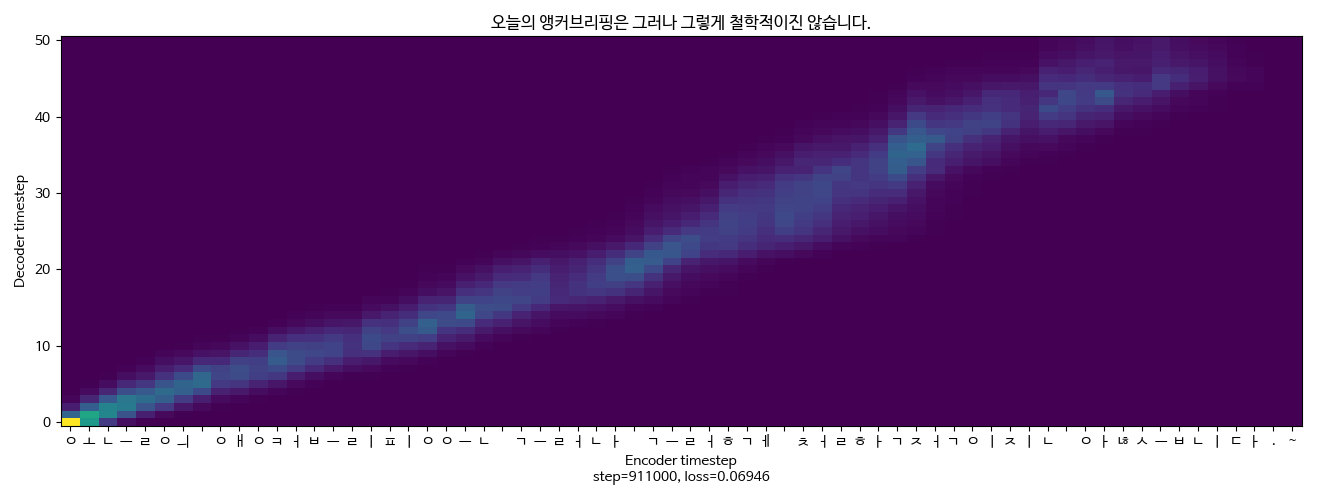 오늘의 앵커브리핑은 그러나 그렇게 철학적이진 않습니다.
50
40
30
20
10
0
Decoder timestep
ㅇ ㅗ ㄴ ㅡ ㄹ ㅇ ㅢ   ㅇ ㅐ ㅇ ㅋ ㅓ ㅂ ㅡ ㄹ ㅣ ㅍ ㅣ ㅇ ㅇ ㅡ ㄴ   ㄱ ㅡ ㄹ ㅓ ㄴ ㅏ   ㄱ ㅡ ㄹ ㅓ ㅎ ㄱ ㅔ   ㅊ ㅓ ㄹ ㅎ ㅏ ㄱ ㅈ ㅓ ㄱ ㅇ ㅣ ㅈ ㅣ ㄴ   ㅇ ㅏ ㄶ ㅅ ㅡ ㅂ ㄴ ㅣ ㄷ ㅏ . ~
Encoder timestep
step=911000, loss=0.06946